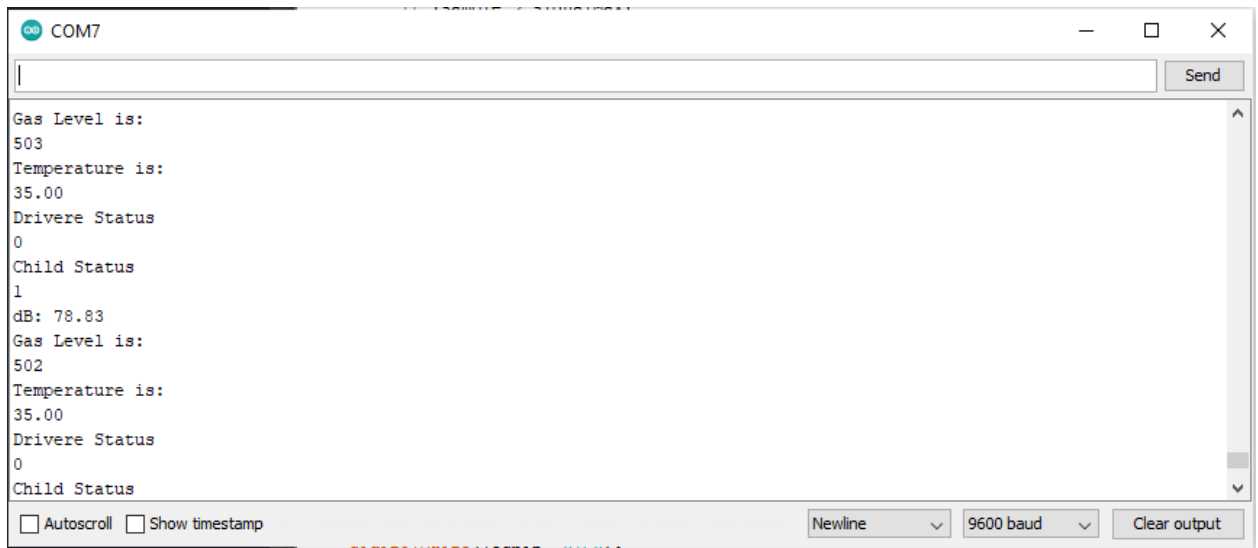 COM7
Send
Gas Level is:
503
Temperature is:
35.00
Drivere Status
0
Child Status
1
dB: 78.83
Gas Level is:
502
Temperature is:
35.00
Drivere Status
0
Child Status
Autoscroll Show timestamp Newline 9600 baud Clear output